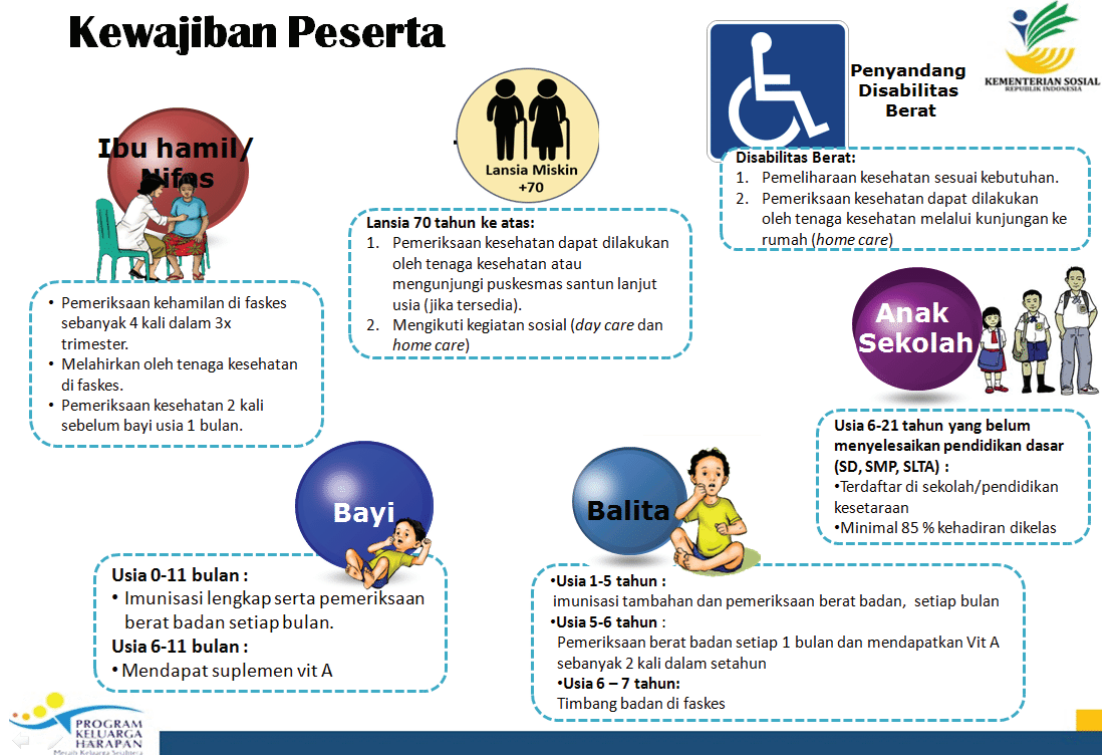 Kewajiban Peserta
KEMENTERIAN SOSIAL
REPUBLIK INDONESIA
Penyandang
Disabilitas
Berat
Disabilitas Berat:
1. Pemeliharaan kesehatan sesuai kebutuhan.
2. Pemeriksaan kesehatan dapat dilakukan
oleh tenaga kesehatan melalui kunjungan ke
rumah (home care)
Lansia Miskin
+70
Lansia 70 tahun ke atas:
1. Pemeriksaan kesehatan dapat dilakukan
oleh tenaga kesehatan atau
mengunjungi puskesmas santun lanjut
usia (jika tersedia).
2. Mengikuti kegiatan sosial (day care dan
home care)
Ibu hamil/
Nifas
• Pemeriksaan kehamilan di faskes
sebanyak 4 kali dalam 3x
trimester.
• Melahirkan oleh tenaga kesehatan
di faskes.
• Pemeriksaan kesehatan 2 kali
sebelum bayi usia 1 bulan.
Anak
Sekolah
Usia 6-21 tahun yang belum
menyelesaikan pendidikan dasar
(SD, SMP, SLTA) :
•Terdaftar di sekolah/pendidikan
kesetaraan
•Minimal 85 % kehadiran dikelas
Bayi
Usia 0-11 bulan :
• Imunisasi lengkap serta pemeriksaan
berat badan setiap bulan.
Usia 6-11 bulan :
• Mendapat suplemen vit A
Balita
•Usia 1-5 tahun :
imunisasi tambahan dan pemeriksaan berat badan, setiap bulan
•Usia 5-6 tahun :
Pemeriksaan berat badan setiap 1 bulan dan mendapatkan Vit A
sebanyak 2 kali dalam setahun
•Usia 6 – 7 tahun:
Timbang badan di faskes
PROGRAM
KELUARGA
HARAPAN
Meraih Keluarga Sejahtera